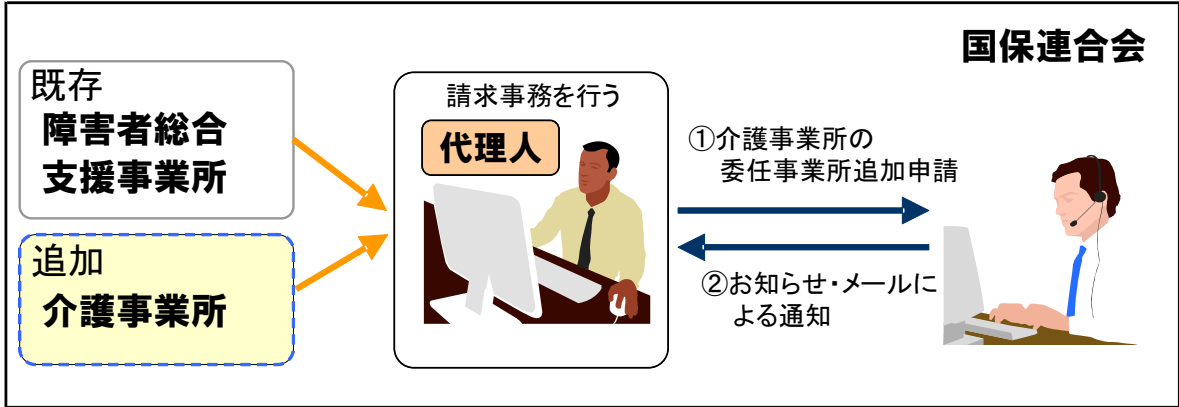 国保連合会
既存
障害者総合
支援事業所
追加
介護事業所
請求事務を行う
代理人
①介護事業所の
委任事業所追加申請
②お知らせ・メールに
よる通知